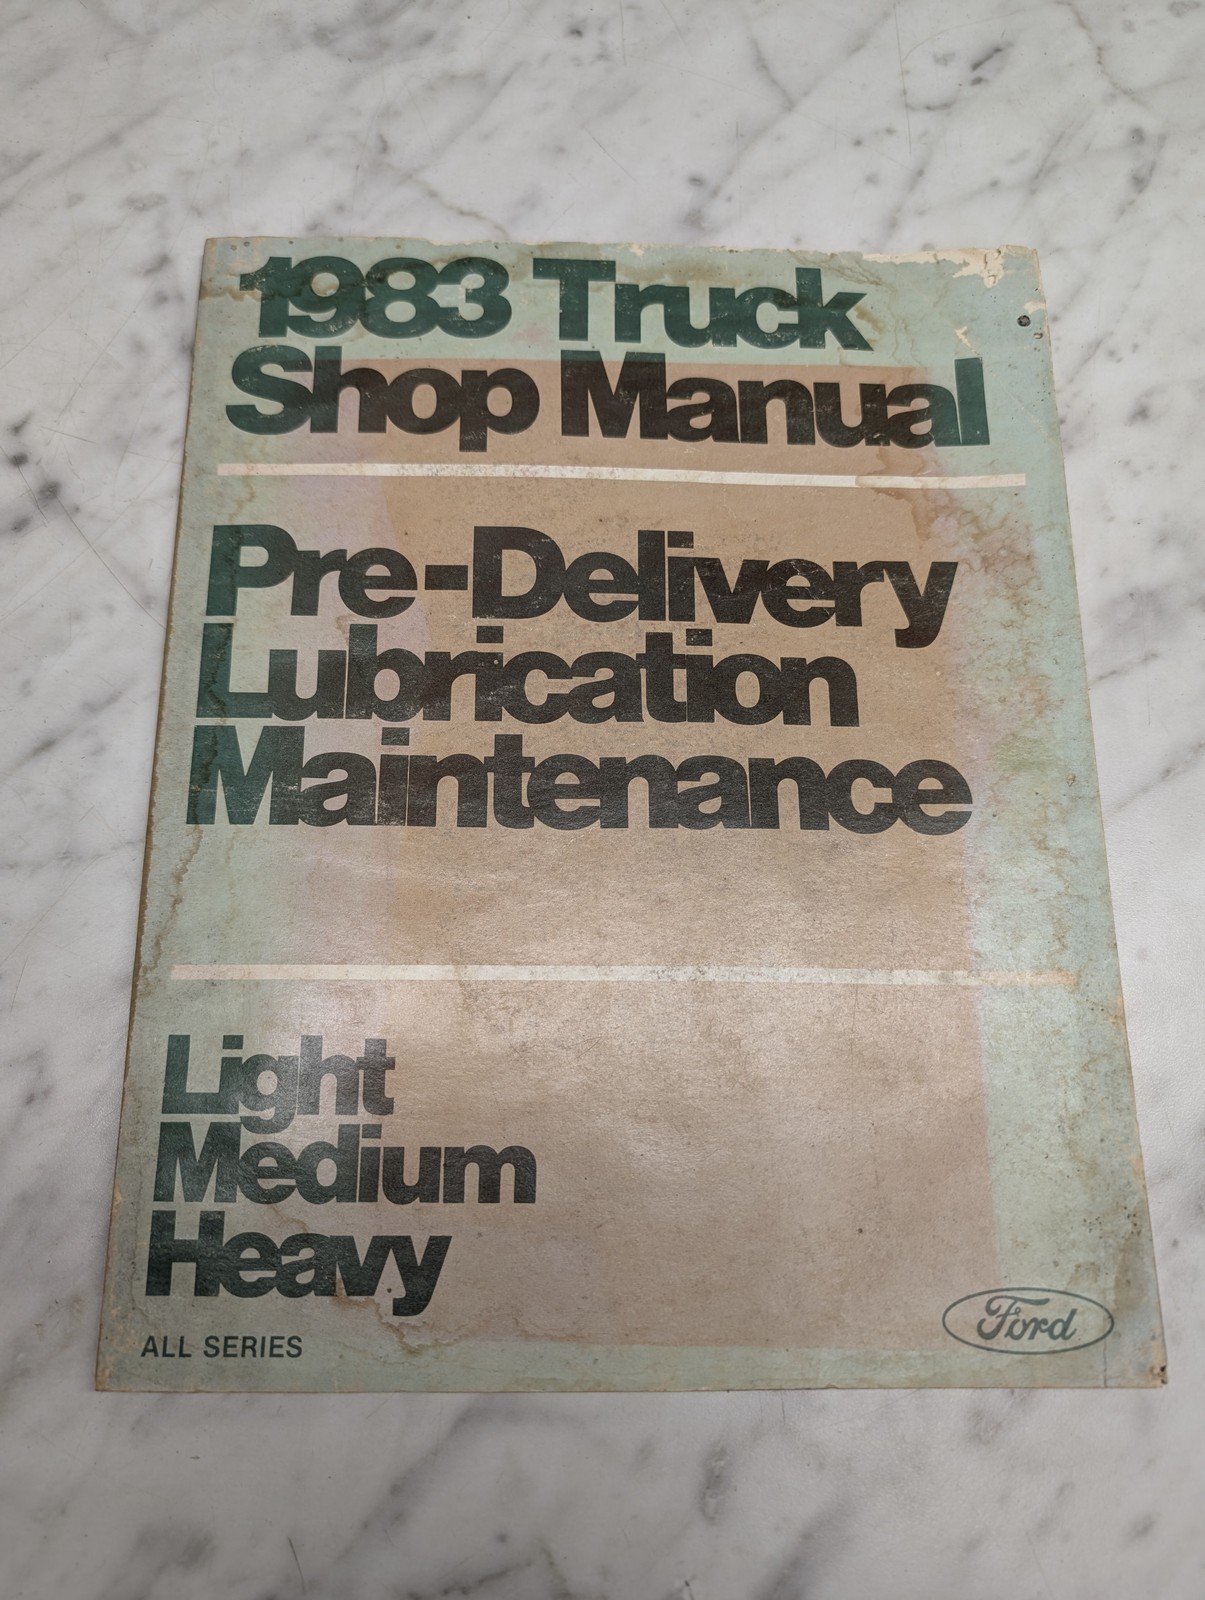 1983 Truck
Shop Manual
Pre-Delivery
Lubrication
Maintenance
Light
Medium
Heavy
ALL SERIES
Ford